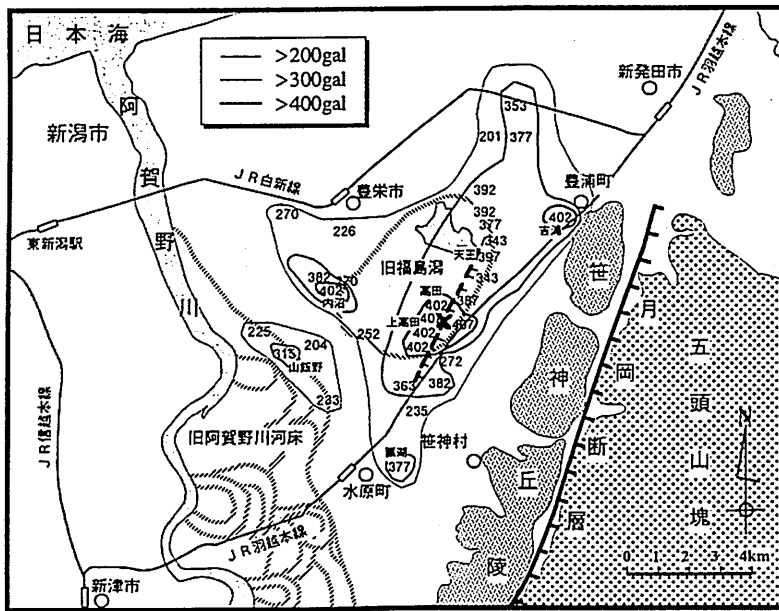 日本海
>200gal
>300gal
>400gal
新発田市
JR羽越本線
阿賀野川
新潟市
353
201
377
JR白新線
豊栄市
392
豊浦町
270
226
392
377
402
古浦
東新潟駅
343
天王
397
旧福島潟
笹神丘陵
月岡断層
五頭山塊
382
402
内沼
高田
343
387
402
上高田
407
402
402
225
204
252
272
315
山飯野
363
382
233
235
旧阿賀野川河床
笹神村
瓢湖
377
水原町
N
JR信越本線
JR羽越本線
新津市
0 1 2 3 4km